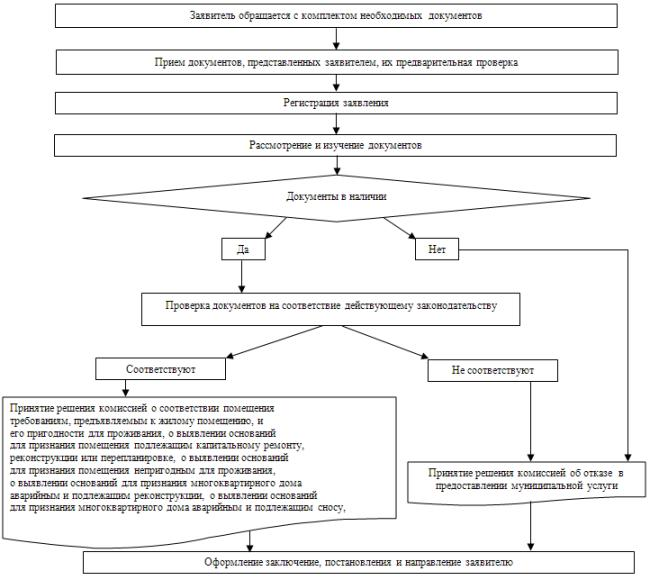 Заявитель обращается с комплектом необходимых документов
Прием документов, представленных заявителем, их предварительная проверка
Регистрация заявления
Рассмотрение и изучение документов
Документы в наличии
Да
Нет
Проверка документов на соответствие действующему законодательству
Соответствуют
Не соответствуют
Принятие решения комиссией о соответствии помещения
требованиям, предъявляемым к жилому помещению, и
его пригодности для проживания, о выявлении оснований
для признания помещения подлежащим капитальному ремонту,
реконструкции или перепланировке, о выявлении оснований
для признания помещения непригодным для проживания,
о выявлении оснований для признания многоквартирного дома
аварийным и подлежащим реконструкции, о выявлении оснований
для признания многоквартирного дома аварийным и подлежащим сносу,
Принятие решения комиссией об отказе в
предоставлении муниципальной услуги
Оформление заключение, постановления и направление заявителю